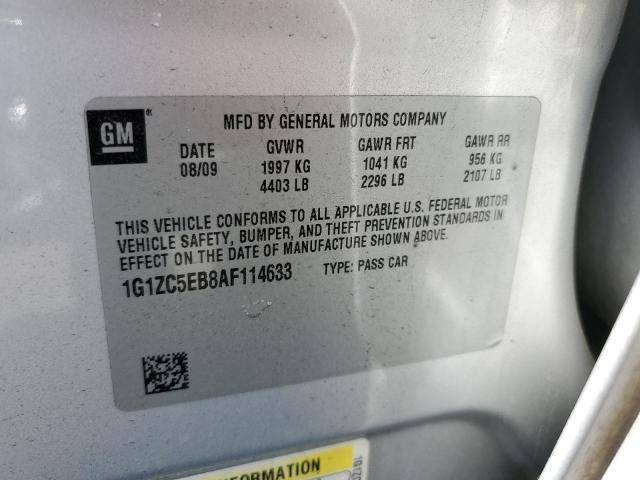 GM
MFD BY GENERAL MOTORS COMPANY
DATE GVWR GAWR FRT GAWR RR
08/09 1997 KG 1041 KG 956 KG
4403 LB 2296 LB 2107 LB
THIS VEHICLE CONFORMS TO ALL APPLICABLE U.S. FEDERAL MOTOR
VEHICLE SAFETY, BUMPER, AND THEFT PREVENTION STANDARDS IN
EFFECT ON THE DATE OF MANUFACTURE SHOWN ABOVE.
1G1ZC5EB8AF114633 TYPE: PASS CAR